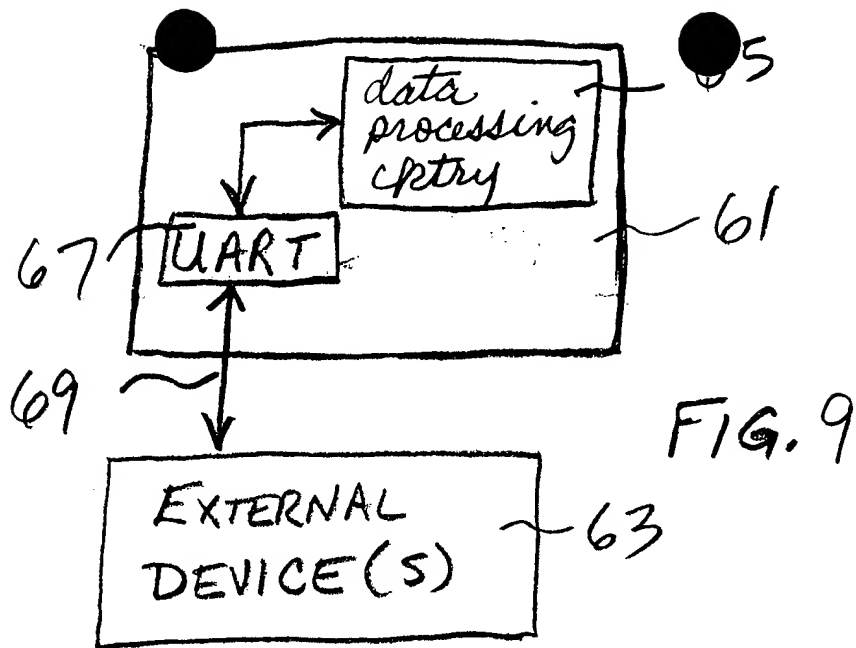 data
processing
cktry
5
61
67
UART
69
FIG. 9
EXTERNAL
DEVICE(S)
63